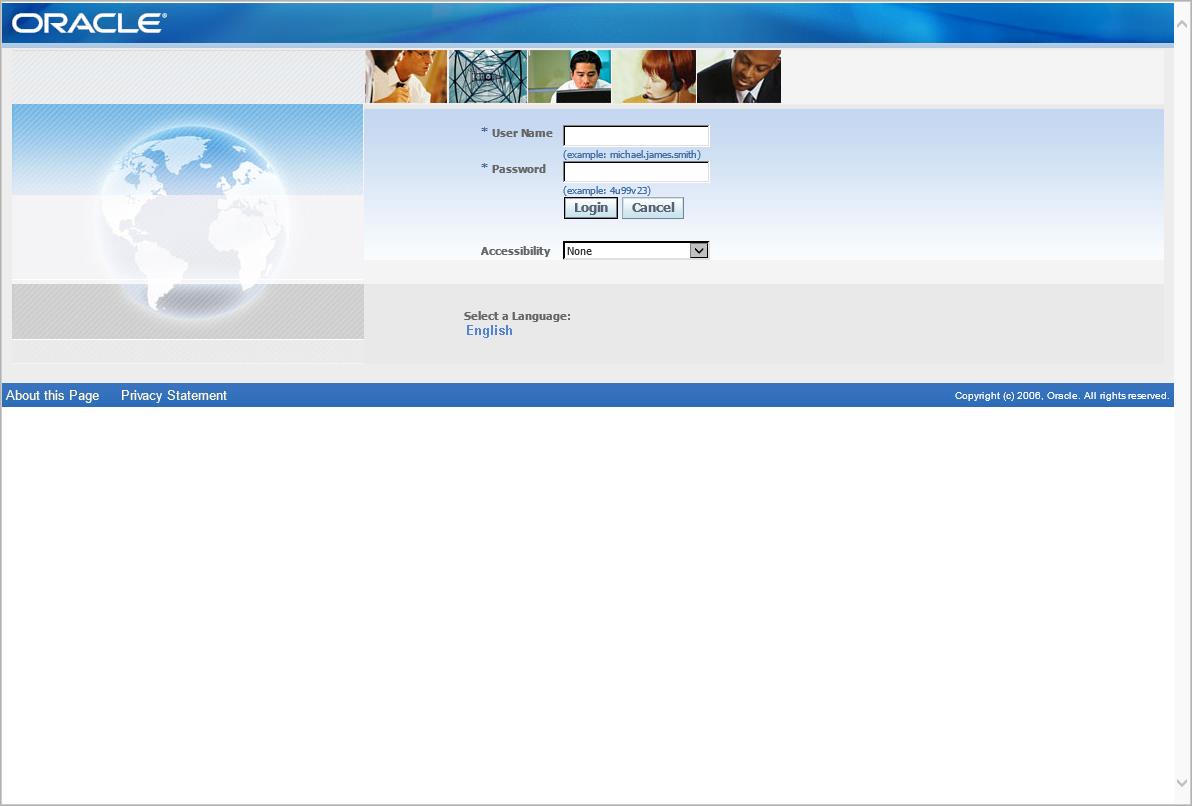 ORACLE®
* User Name
(example: michael.james.smith)
* Password
(example: 4u99v23)
Login Cancel
Accessibility None
Select a Language:
English
About this Page Privacy Statement Copyright (c) 2006, Oracle. All rights reserved.